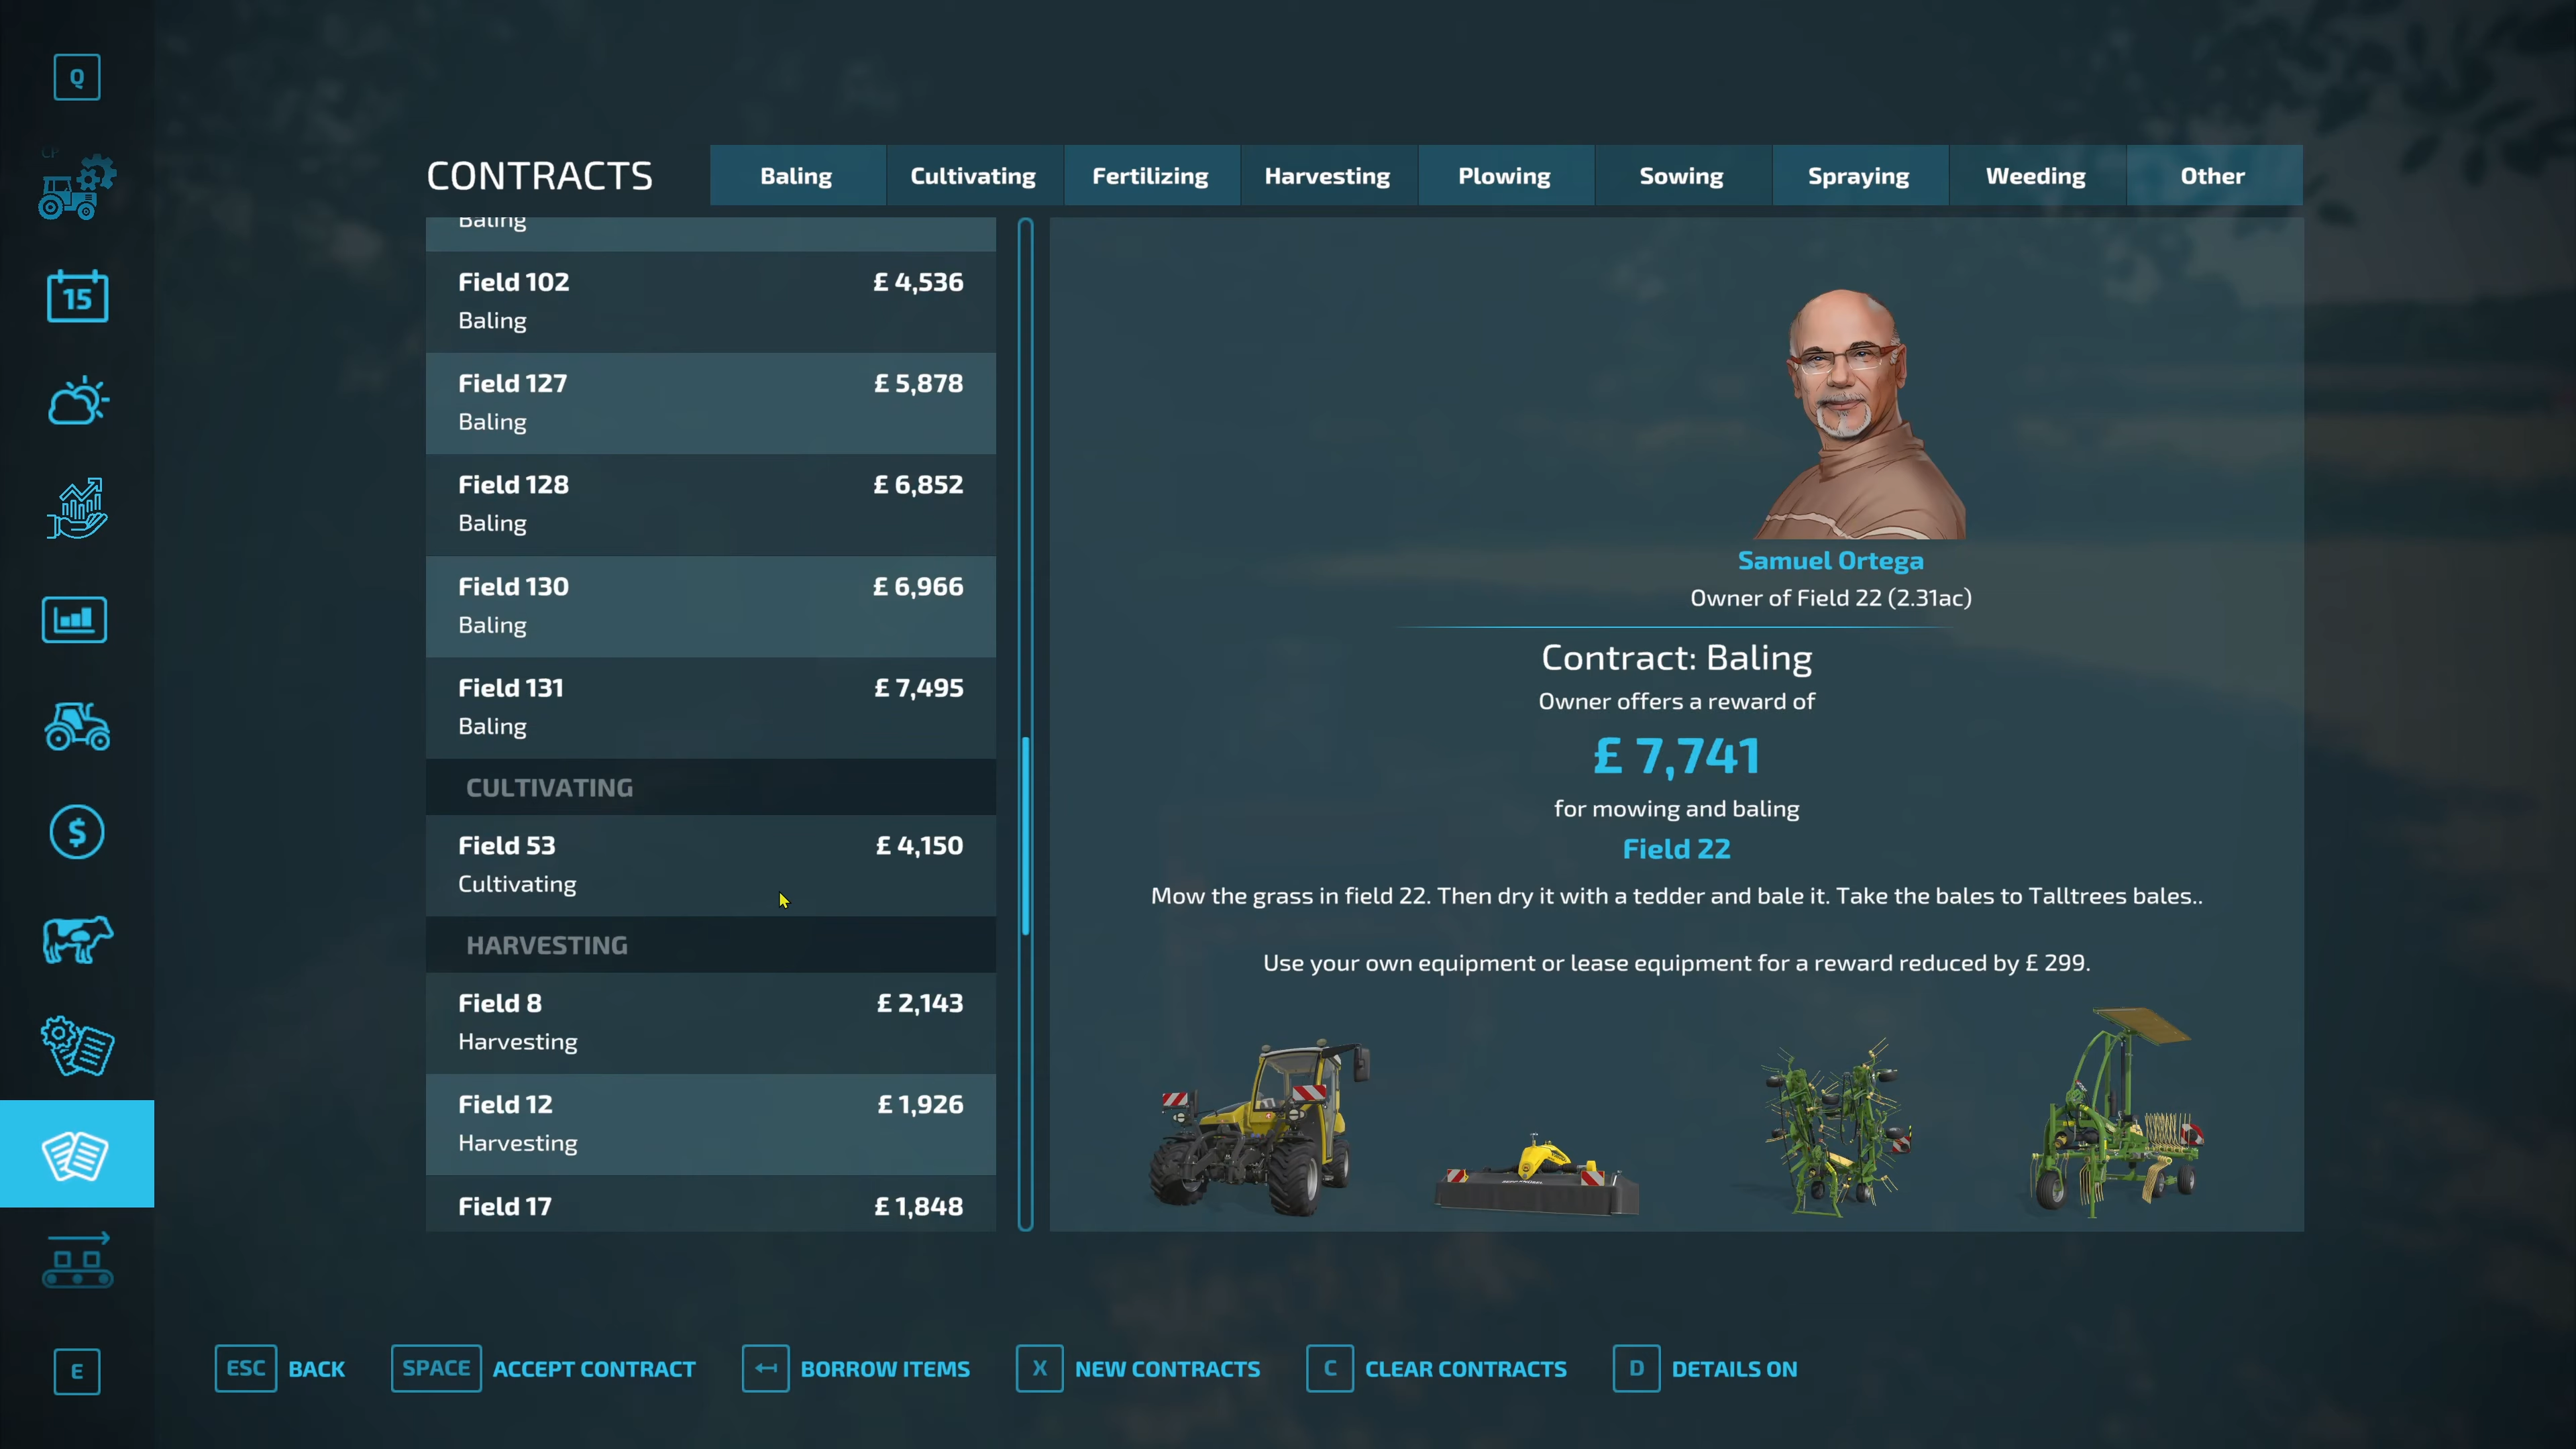 Q
CP
15
$
E
CONTRACTS
Baling
Cultivating
Fertilizing
Harvesting
Plowing
Sowing
Spraying
Weeding
Other
Baling
Field 102 £ 4,536
Baling
Field 127 £ 5,878
Baling
Field 128 £ 6,852
Baling
Field 130 £ 6,966
Baling
Field 131 £ 7,495
Baling
CULTIVATING
Field 53 £ 4,150
Cultivating
HARVESTING
Field 8 £ 2,143
Harvesting
Field 12 £ 1,926
Harvesting
Field 17 £ 1,848
Samuel Ortega
Owner of Field 22 (2.31ac)
Contract: Baling
Owner offers a reward of
£ 7,741
for mowing and baling
Field 22
Mow the grass in field 22. Then dry it with a tedder and bale it. Take the bales to Talltrees bales..
Use your own equipment or lease equipment for a reward reduced by £ 299.
ESC BACK
SPACE ACCEPT CONTRACT
BORROW ITEMS
X NEW CONTRACTS
C CLEAR CONTRACTS
D DETAILS ON